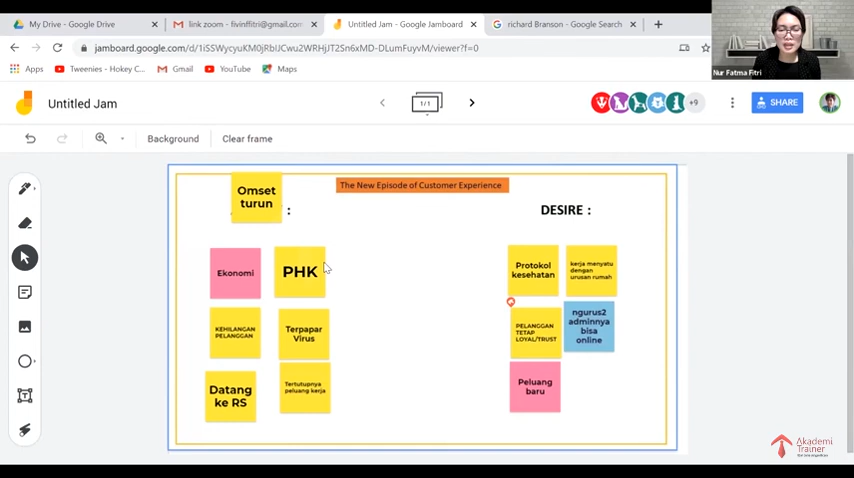 My Drive - Google Drive
link zoom - fivinffitri@gmail.com
Untitled Jam - Google Jamboard
richard Branson - Google Search
jamboard.google.com/d/1iSSWycyuKM0jRbIJCwu2WRHjJT2Sn6xMD-DLumFuyvM/viewer?f=0
Apps
Tweenies - Hokey C...
Gmail
YouTube
Maps
Nur Fatma Fitri
Untitled Jam
1/1
+9
SHARE
Background
Clear frame
The New Episode of Customer Experience
Omset
turun
:
DESIRE :
Ekonomi
PHK
Protokol
kesehatan
kerja menyatu
dengan
urusan rumah
KEHILANGAN
PELANGGAN
Terpapar
Virus
PELANGGAN
TETAP
LOYAL/TRUST
ngurus2
adminnya
bisa
online
Datang
ke RS
Tertutupnya
peluang kerja
Peluang
baru
Akademi
Trainer